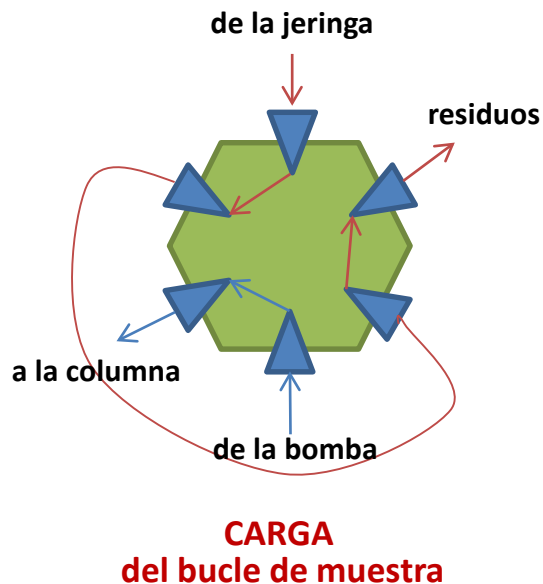 de la jeringa
residuos
a la columna
de la bomba
CARGA
del bucle de muestra